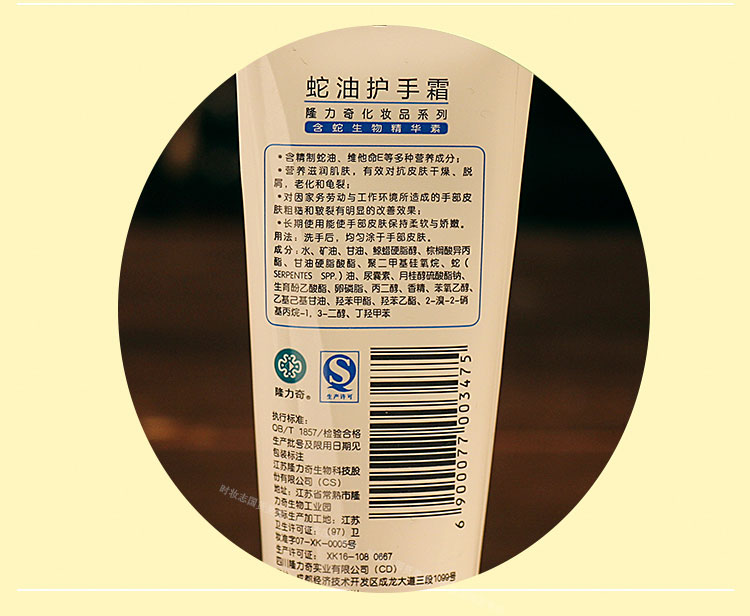 蛇油护手霜
隆力奇化妆品系列
含蛇生物精华素
•含精制蛇油、维他命E等多种营养成分;
•营养滋润肌肤,有效对抗皮肤干燥、脱
屑,老化和龟裂;
•对因家务劳动与工作环境所造成的手部皮
肤粗糙和皲裂有明显的改善效果;
•长期使用能使手部皮肤保持柔软与娇嫩。
用法:洗手后,均匀涂于手部皮肤。
成分:水、矿油、甘油、鲸蜡硬脂醇、棕榈酸异丙
酯、甘油硬脂酸酯、聚二甲基硅氧烷、蛇(
SERPENTES SPP.)油、尿囊素、月桂醇硫酸酯钠、
生育酚乙酸酯、卵磷脂、丙二醇、香精、苯氧乙醇、
乙基己基甘油、羟苯甲酯、羟苯乙酯、2-溴-2-硝
基丙烷-1,3-二醇、丁羟甲苯
隆力奇®
生产许可
6900077003475
执行标准:
QB/T 1857/检验合格
生产批号及限用日期见
包装标注
江苏隆力奇生物科技股
份有限公司(CS)
地址:江苏省常熟市隆
力奇生物工业园
实际生产加工地:江苏
卫生许可证:(97)卫
妆准字07-XK-0005号
生产许可证:XK16-108 0667
四川隆力奇实业有限公司(CD)
成都经济技术开发区成龙大道三段1099号
时妆志国